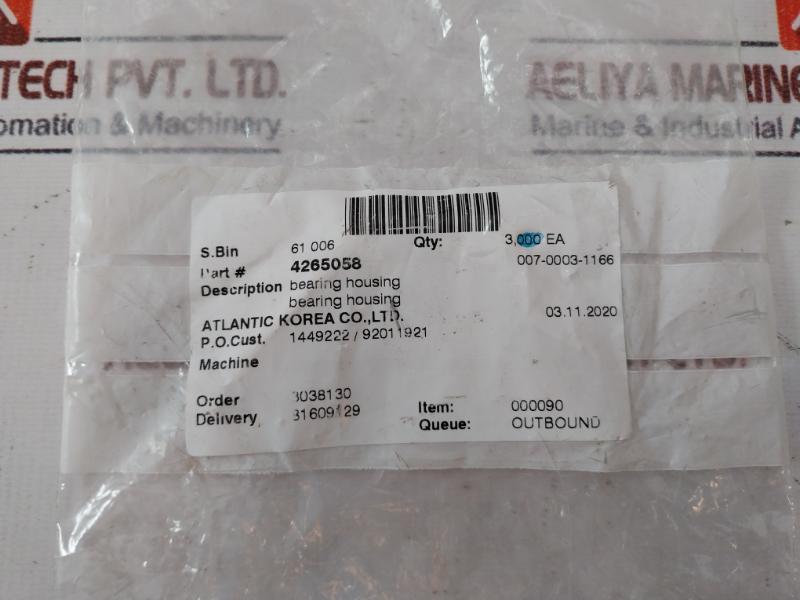 TECH PVT. LTD.
AELIYA MARINE
omation & Machinery
Marine & Industrial A
S.Bin 61 006 Qty: 3,000 EA
Part # 4265058 007-0003-1166
Description bearing housing
bearing housing
ATLANTIC KOREA CO.,LTD. 03.11.2020
P.O.Cust. 1449222 / 92011921
Machine
Order 3038130 Item: 000090
Delivery 31609129 Queue: OUTBOUND